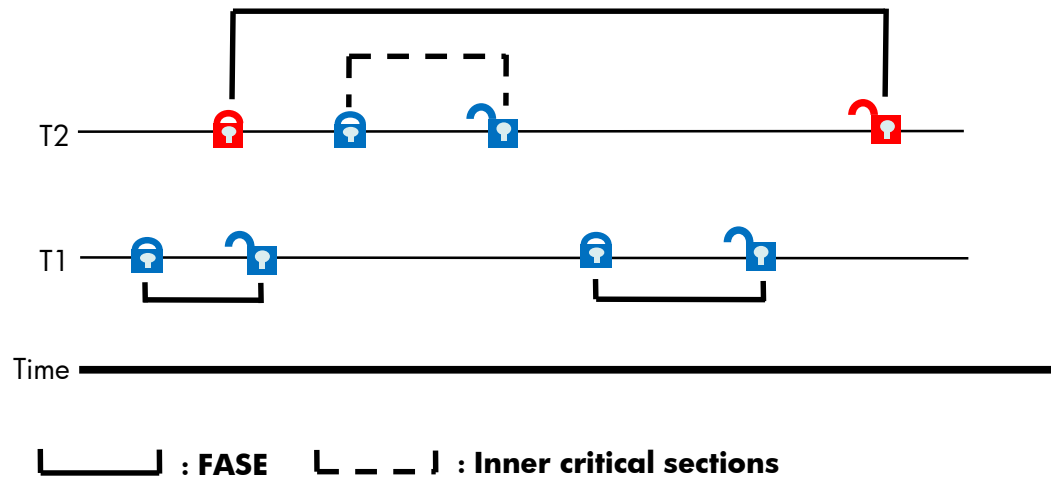 T2
T1
Time
: FASE
: Inner critical sections